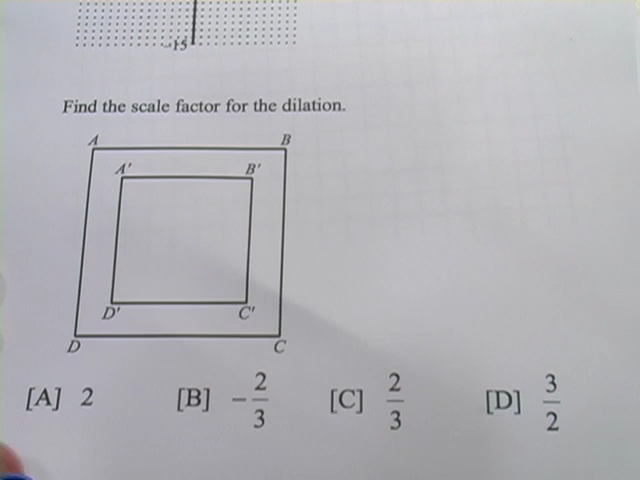 -15
Find the scale factor for the dilation.
A B
A' B'
D' C'
D C
[A] 2 [B] -2/3 [C] 2/3 [D] 3/2